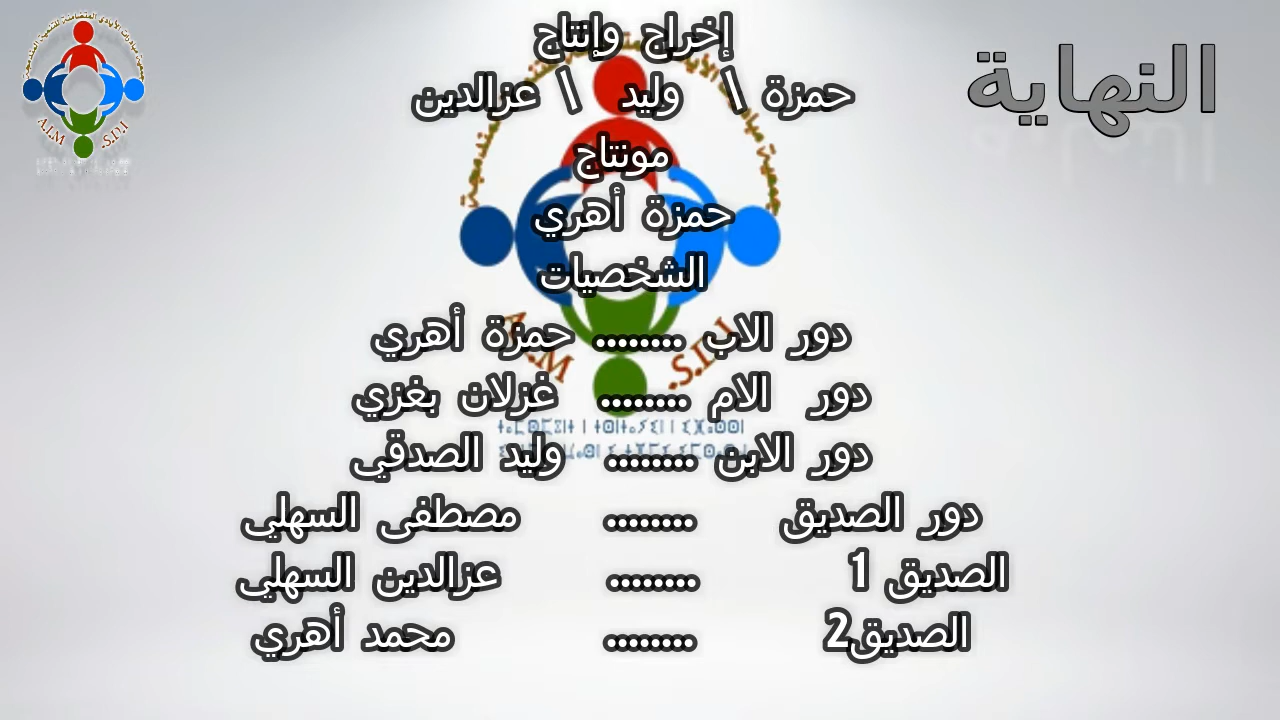 النهاية
إخراج وإنتاج
حمزة \ وليد \ عزالدين
مونتاج
حمزة أهري
الشخصيات
دور الاب ........ حمزة أهري
دور الام ........ غزلان بغزي
دور الابن ........ وليد الصدقي
دور الصديق ........ مصطفى السهلي
الصديق 1 ........ عزالدين السهلي
الصديق2 ........ محمد أهري
A.I.M .S.D.I